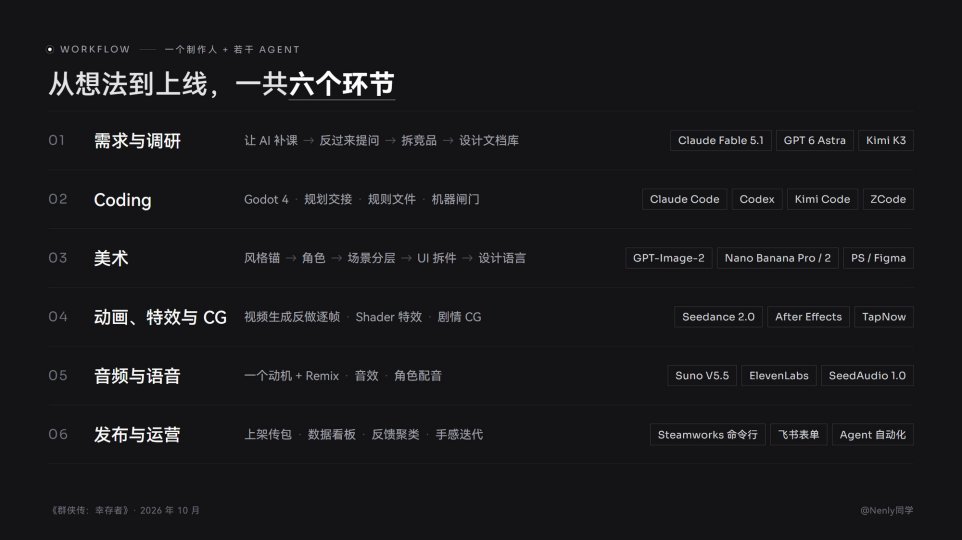 WORKFLOW — 一个制作人 + 若干 AGENT
从想法到上线，一共六个环节
01 需求与调研 让 AI 补课 → 反过来提问 → 拆竞品 → 设计文档库 Claude Fable 5.1 GPT 6 Astra Kimi K3
02 Coding Godot 4 · 规划交接 · 规则文件 · 机器闸门 Claude Code Codex Kimi Code ZCode
03 美术 风格锚 → 角色 → 场景分层 → UI 拆件 → 设计语言 GPT-Image-2 Nano Banana Pro / 2 PS / Figma
04 动画、特效与 CG 视频生成反做逐帧 · Shader 特效 · 剧情 CG Seedance 2.0 After Effects TapNow
05 音频与语音 一个动机 + Remix · 音效 · 角色配音 Suno V5.5 ElevenLabs SeedAudio 1.0
06 发布与运营 上架传包 · 数据看板 · 反馈聚类 · 手感迭代 Steamworks 命令行 飞书表单 Agent 自动化
《群侠传：幸存者》· 2026 年 10 月 @Nenly同学